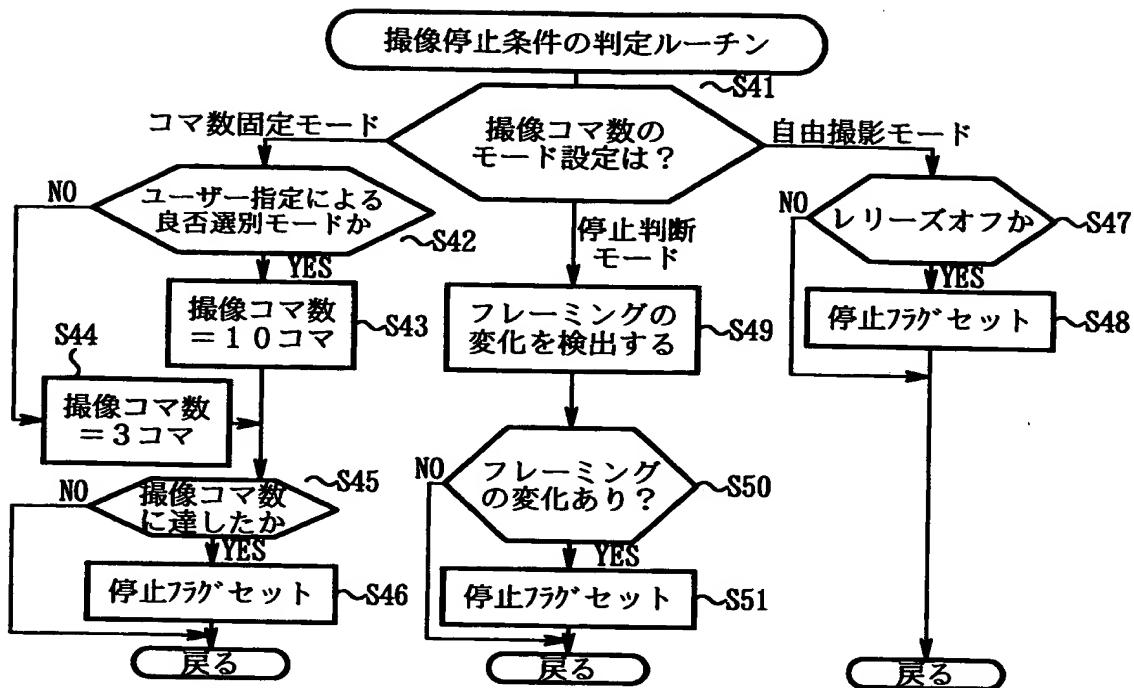 撮像停止条件の判定ルーチン
S41
撮像コマ数の
モード設定は？
コマ数固定モード
自由撮影モード
停止判断
モード
ユーザー指定による
良否選別モードか
NO
S42
YES
撮像コマ数
＝１０コマ
S43
S44
撮像コマ数
＝３コマ
撮像コマ数
に達したか
S45
NO
YES
停止ﾌﾗｸﾞセット
S46
戻る
フレーミングの
変化を検出する
S49
フレーミング
の変化あり？
S50
NO
YES
停止ﾌﾗｸﾞセット
S51
戻る
レリーズオフか
S47
NO
YES
停止ﾌﾗｸﾞセット
S48
戻る